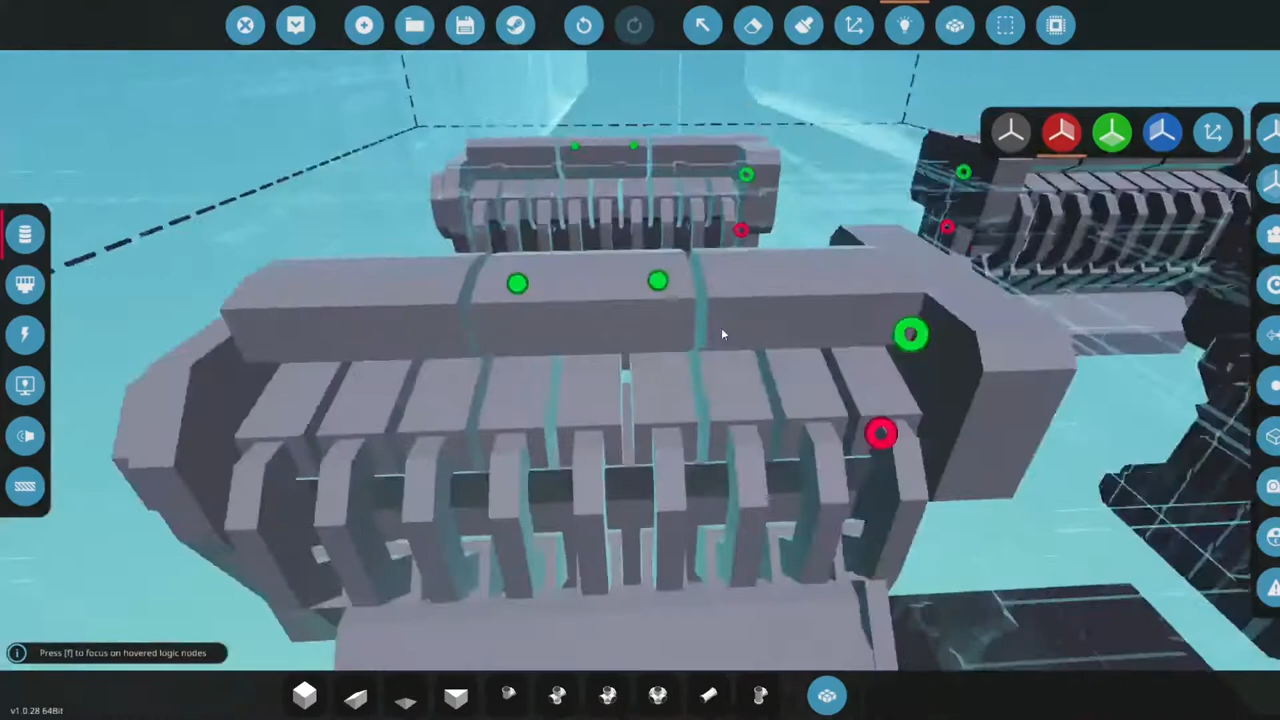 Press [f] to focus on hovered logic nodes
v1.0.28 64Bit